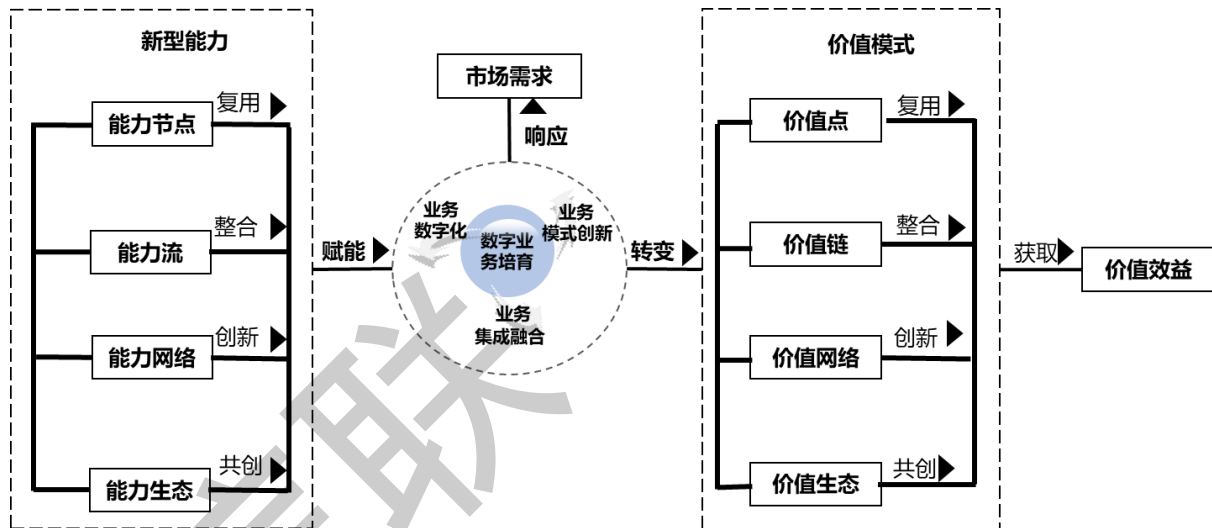 新型能力
能力节点
复用
能力流
整合
能力网络
创新
能力生态
共创
赋能
市场需求
响应
业务
数字化
业务
模式创新
数字业
务培育
业务
集成融合
转变
价值模式
价值点
复用
价值链
整合
价值网络
创新
价值生态
共创
获取
价值效益
联